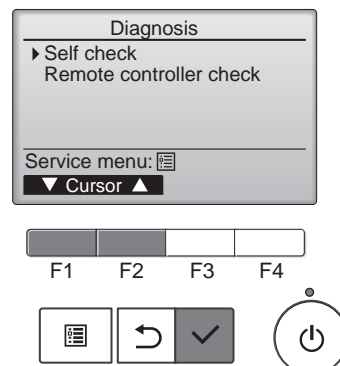 Diagnosis
Self check
Remote controller check
Service menu:
▼ Cursor ▲
F1 F2 F3 F4